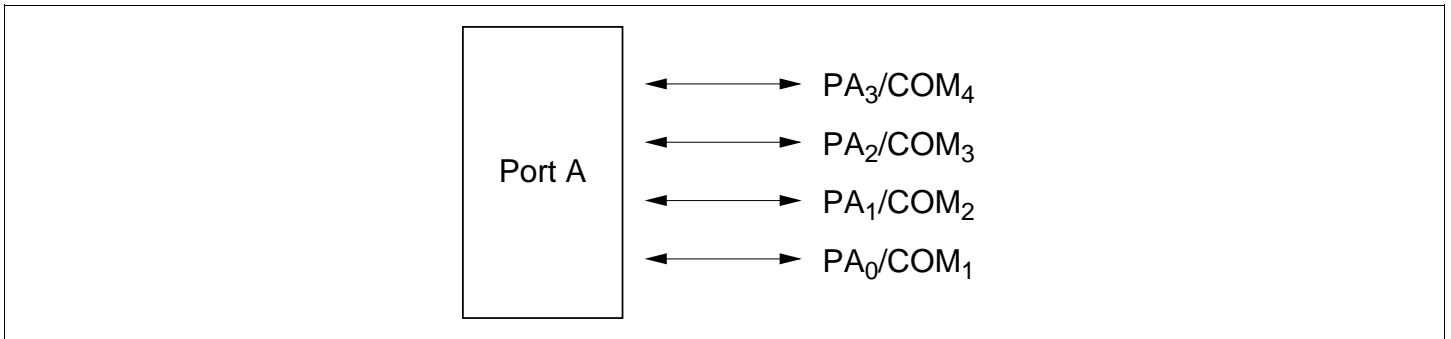 Port A
PA₃/COM₄
PA₂/COM₃
PA₁/COM₂
PA₀/COM₁